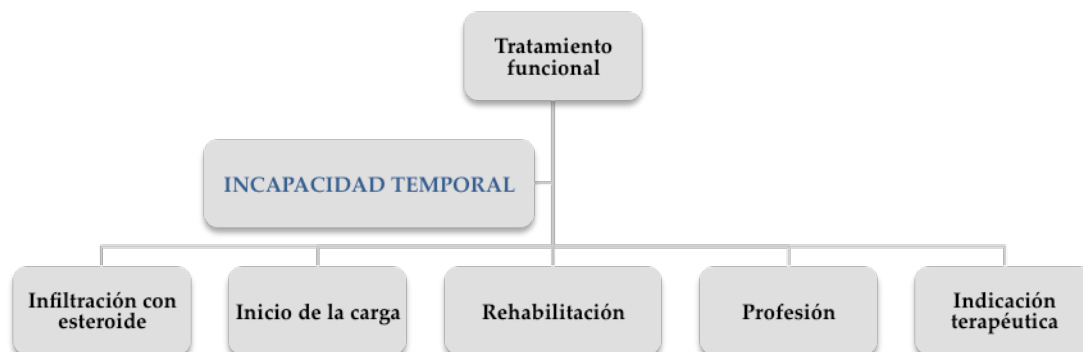 Tratamiento
funcional
INCAPACIDAD TEMPORAL
Infiltración con
esteroide
Inicio de la carga
Rehabilitación
Profesión
Indicación
terapéutica